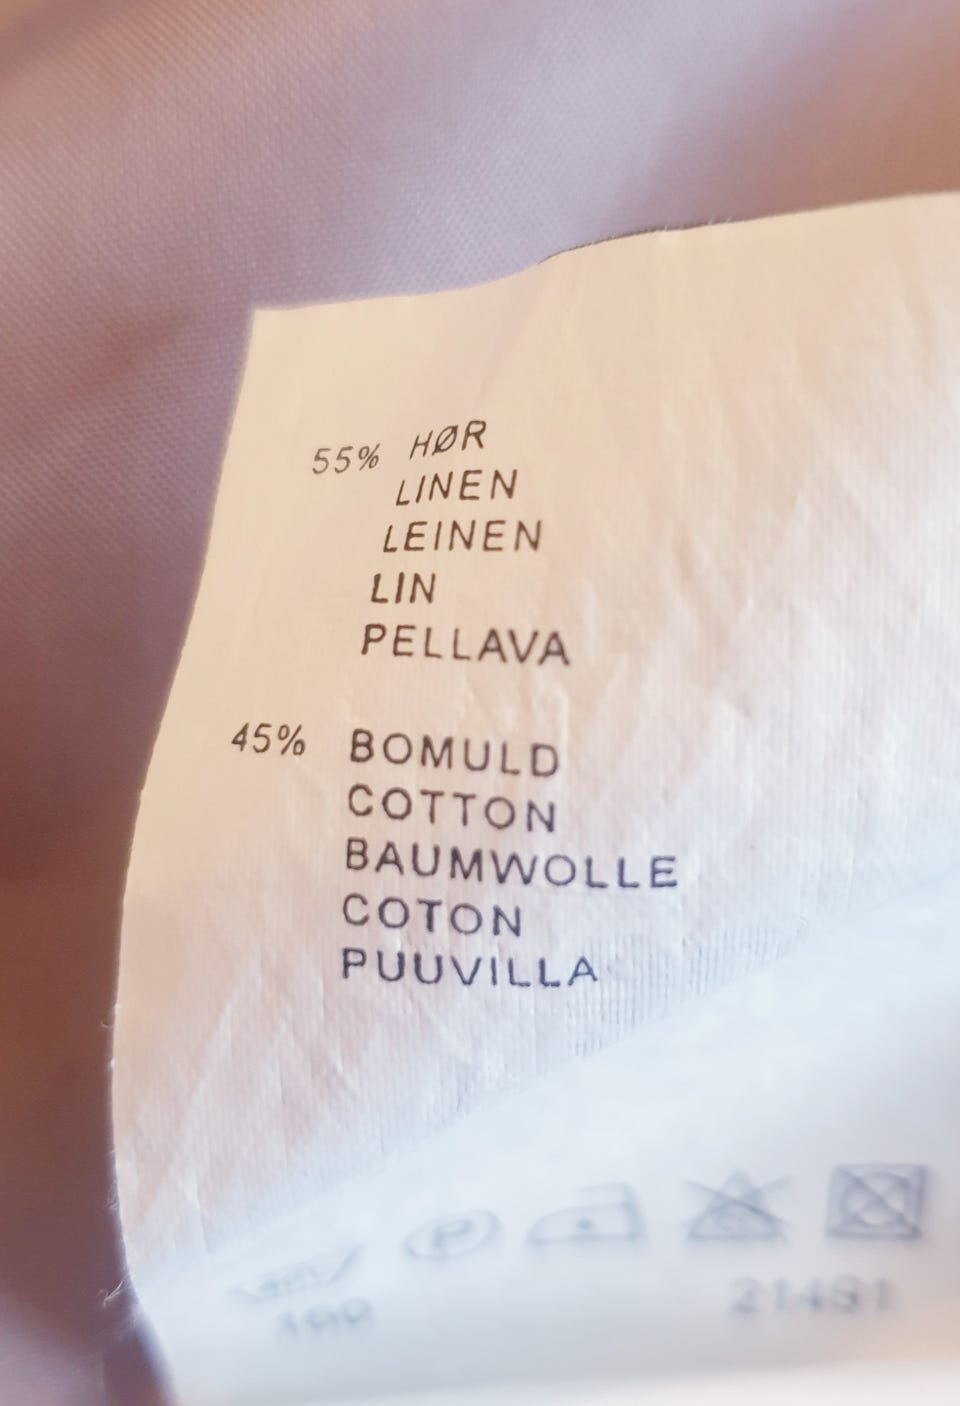 55% HØR
LINEN
LEINEN
LIN
PELLAVA
45% BOMULD
COTTON
BAUMWOLLE
COTON
PUUVILLA